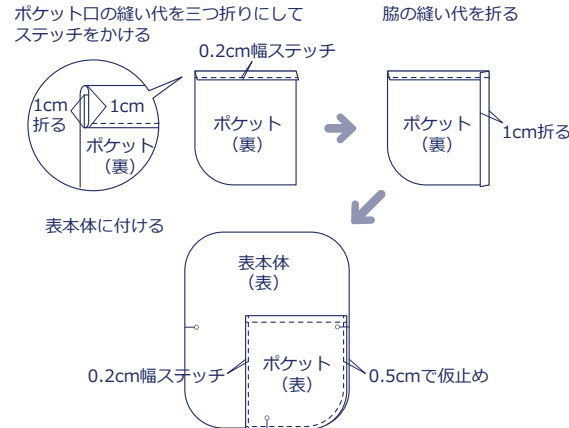 ポケット口の縫い代を三つ折りにして
ステッチをかける
0.2cm幅ステッチ
1cm
折る
1cm
ポケット
（裏）
ポケット
（裏）
脇の縫い代を折る
ポケット
（裏）
1cm折る
表本体に付ける
表本体
（表）
0.2cm幅ステッチ
ポケット
（表）
0.5cmで仮止め